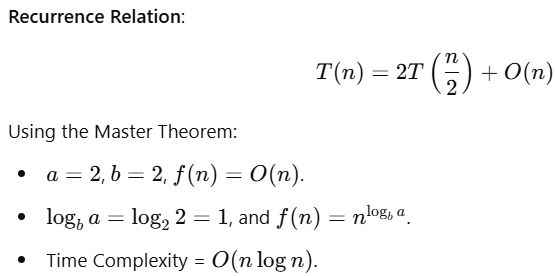 Recurrence Relation:
T(n) = 2T (n/2) + O(n)
Using the Master Theorem:
• a = 2, b = 2, f(n) = O(n).
• log_b a = log_2 2 = 1, and f(n) = n^{log_b a}.
• Time Complexity = O(n log n).